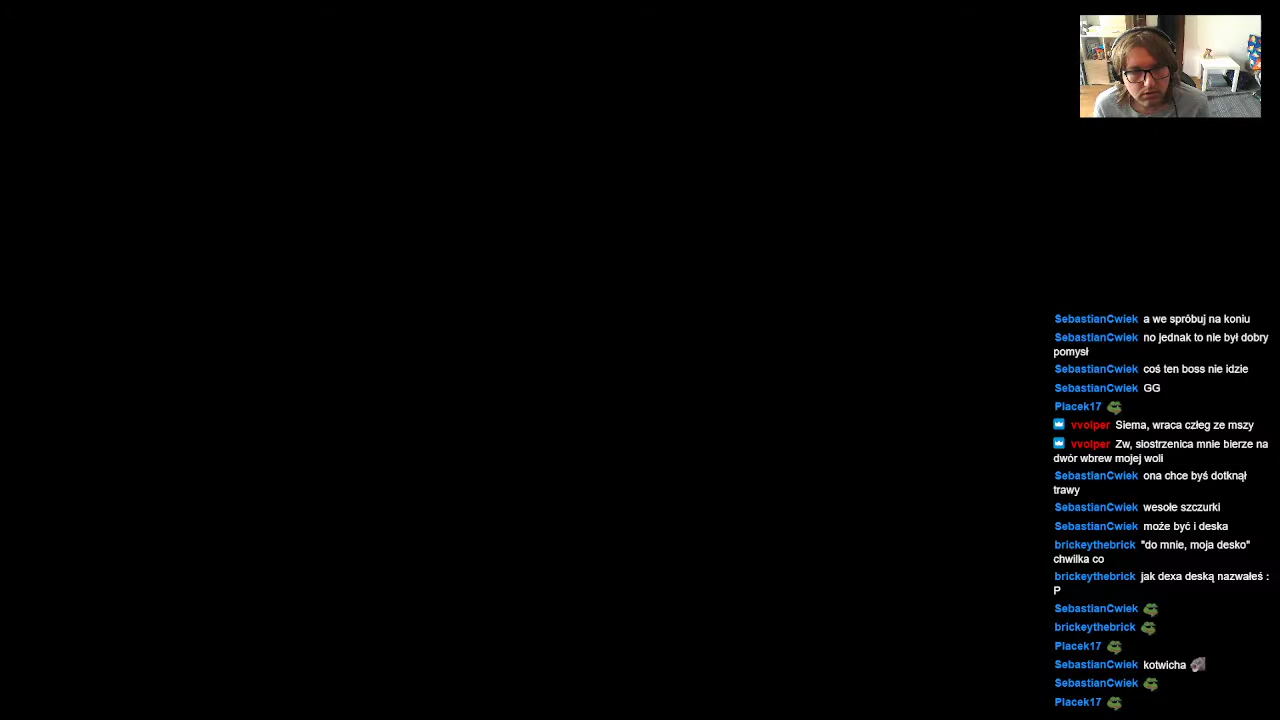 SebastianCwiek a we spróbuj na koniu
SebastianCwiek no jednak to nie był dobry
pomysł
SebastianCwiek coś ten boss nie idzie
SebastianCwiek GG
Placek17
vvolper Siema, wraca człeg ze mszy
vvolper Zw, siostrzenica mnie bierze na
dwór wbrew mojej woli
SebastianCwiek ona chce byś dotknął
trawy
SebastianCwiek wesołe szczurki
SebastianCwiek może być i deska
brickeythebrick "do mnie, moja desko"
chwilka co
brickeythebrick jak dexa deską nazwałeś :
P
SebastianCwiek
brickeythebrick
Placek17
SebastianCwiek kotwicha
SebastianCwiek
Placek17